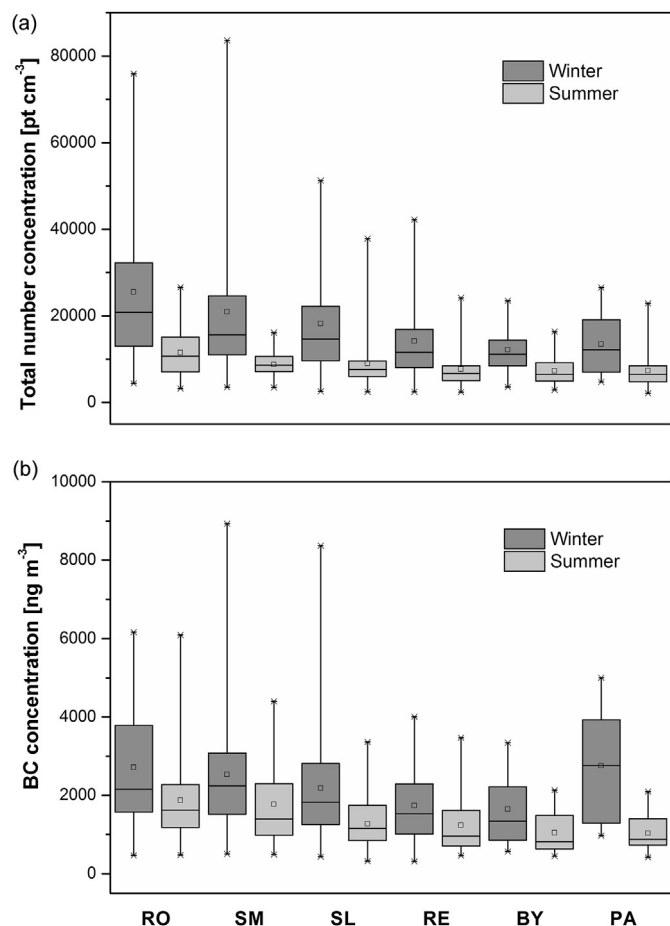 (a)
Total number concentration [pt cm⁻³]
80000
60000
40000
20000
0
Winter
Summer
(b)
BC concentration [ng m⁻³]
10000
8000
6000
4000
2000
0
Winter
Summer
RO SM SL RE BY PA